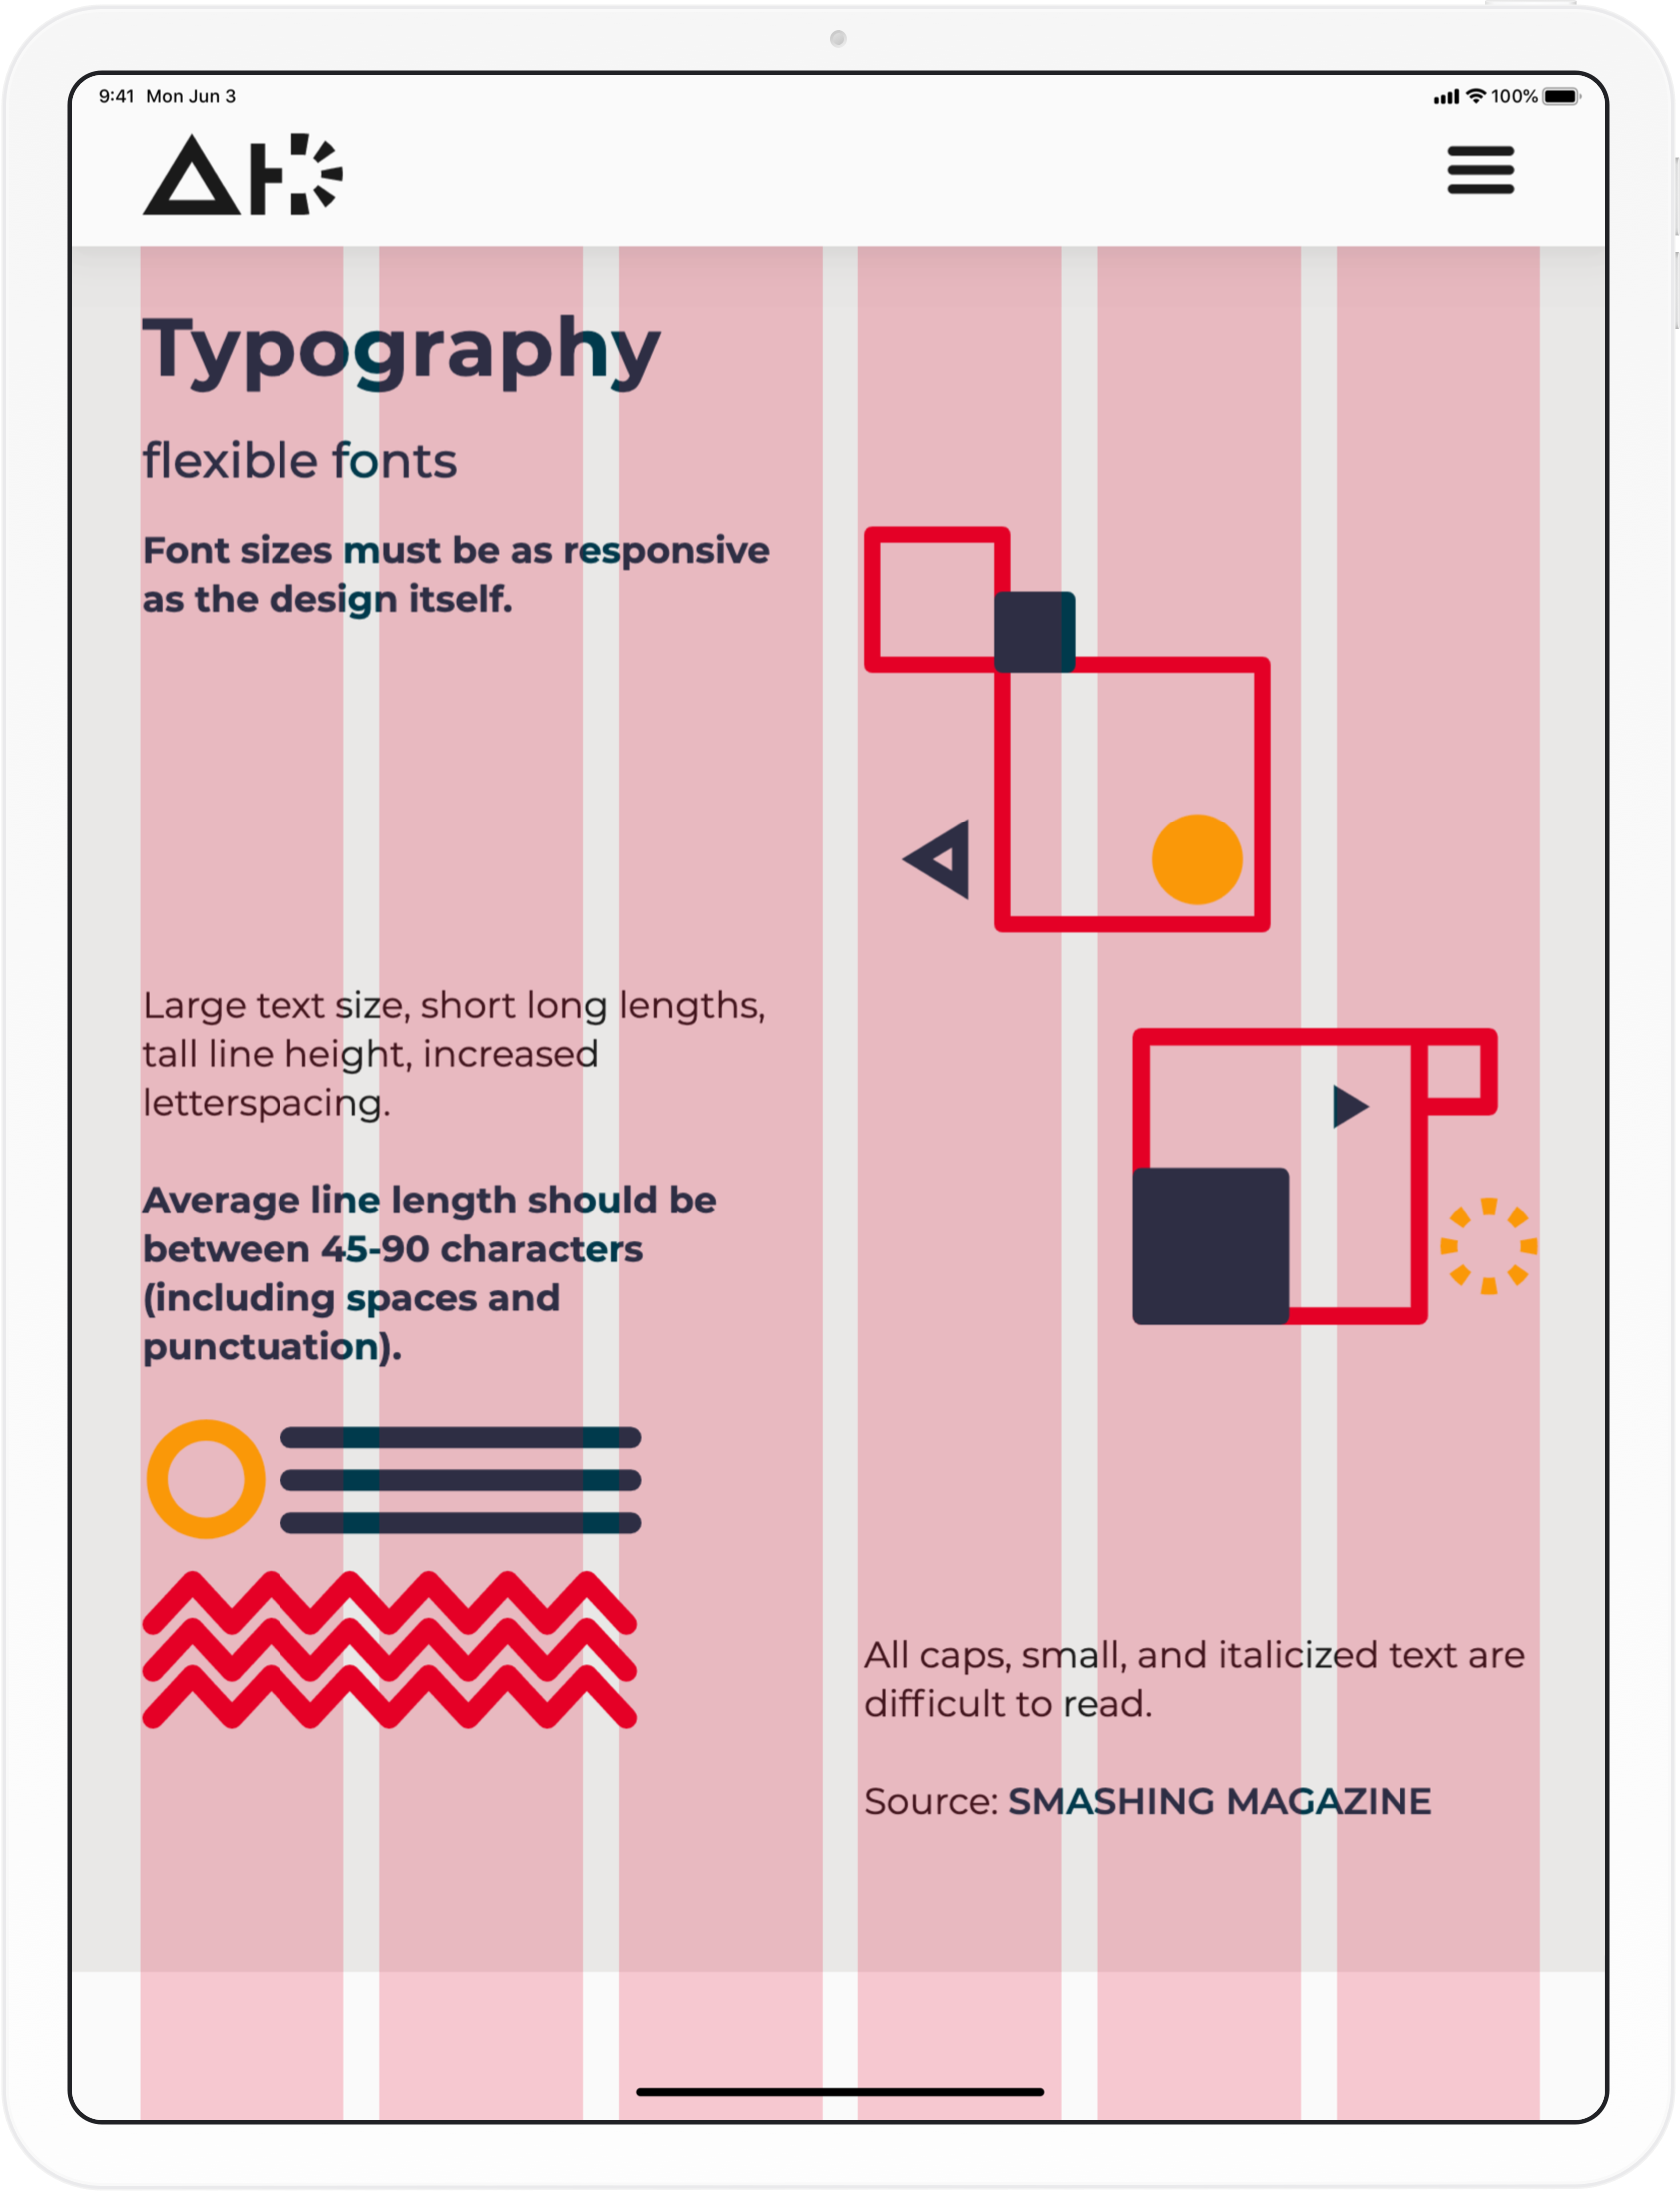 9:41 Mon Jun 3
100%
Typography
flexible fonts
Font sizes must be as responsive
as the design itself.
Large text size, short long lengths,
tall line height, increased
letterspacing.
Average line length should be
between 45-90 characters
(including spaces and
punctuation).
All caps, small, and italicized text are
difficult to read.
Source: SMASHING MAGAZINE